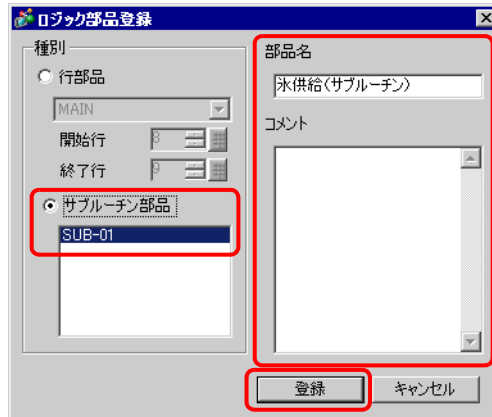 ロジック部品登録
種別
行部品
MAIN
開始行 8
終了行 9
サブルーチン部品
SUB-01
部品名
氷供給(サブルーチン)
コメント
登録 キャンセル